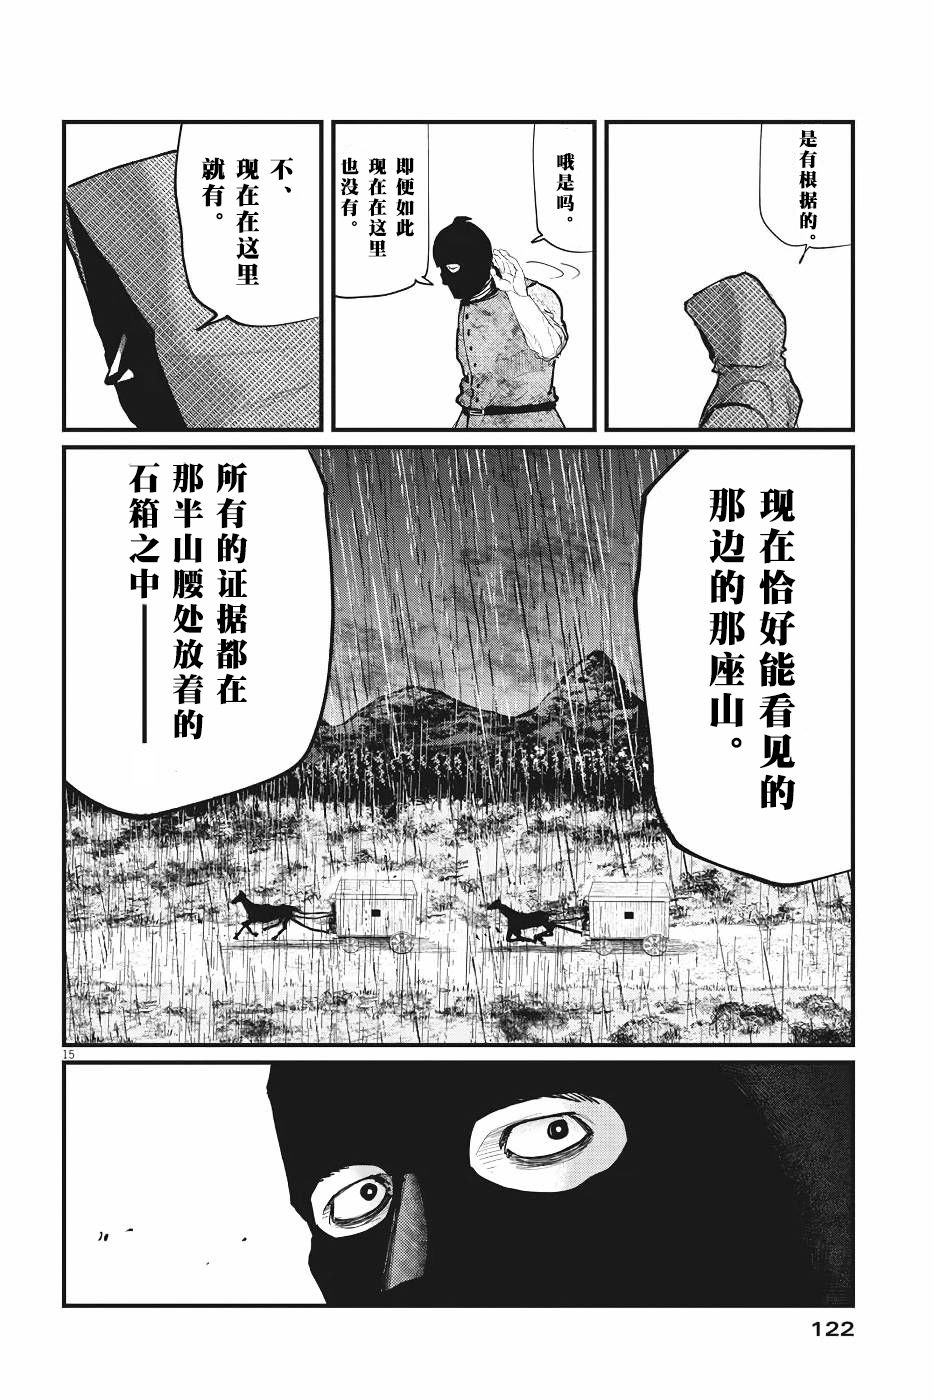 是有根据的。
哦是吗。
即便如此
现在在这里
也没有。
不、
现在在这里
就有。
现在恰好能看见的
那边的那座山。
所有的证据都在
那半山腰处放着的
石箱之中——
15
122